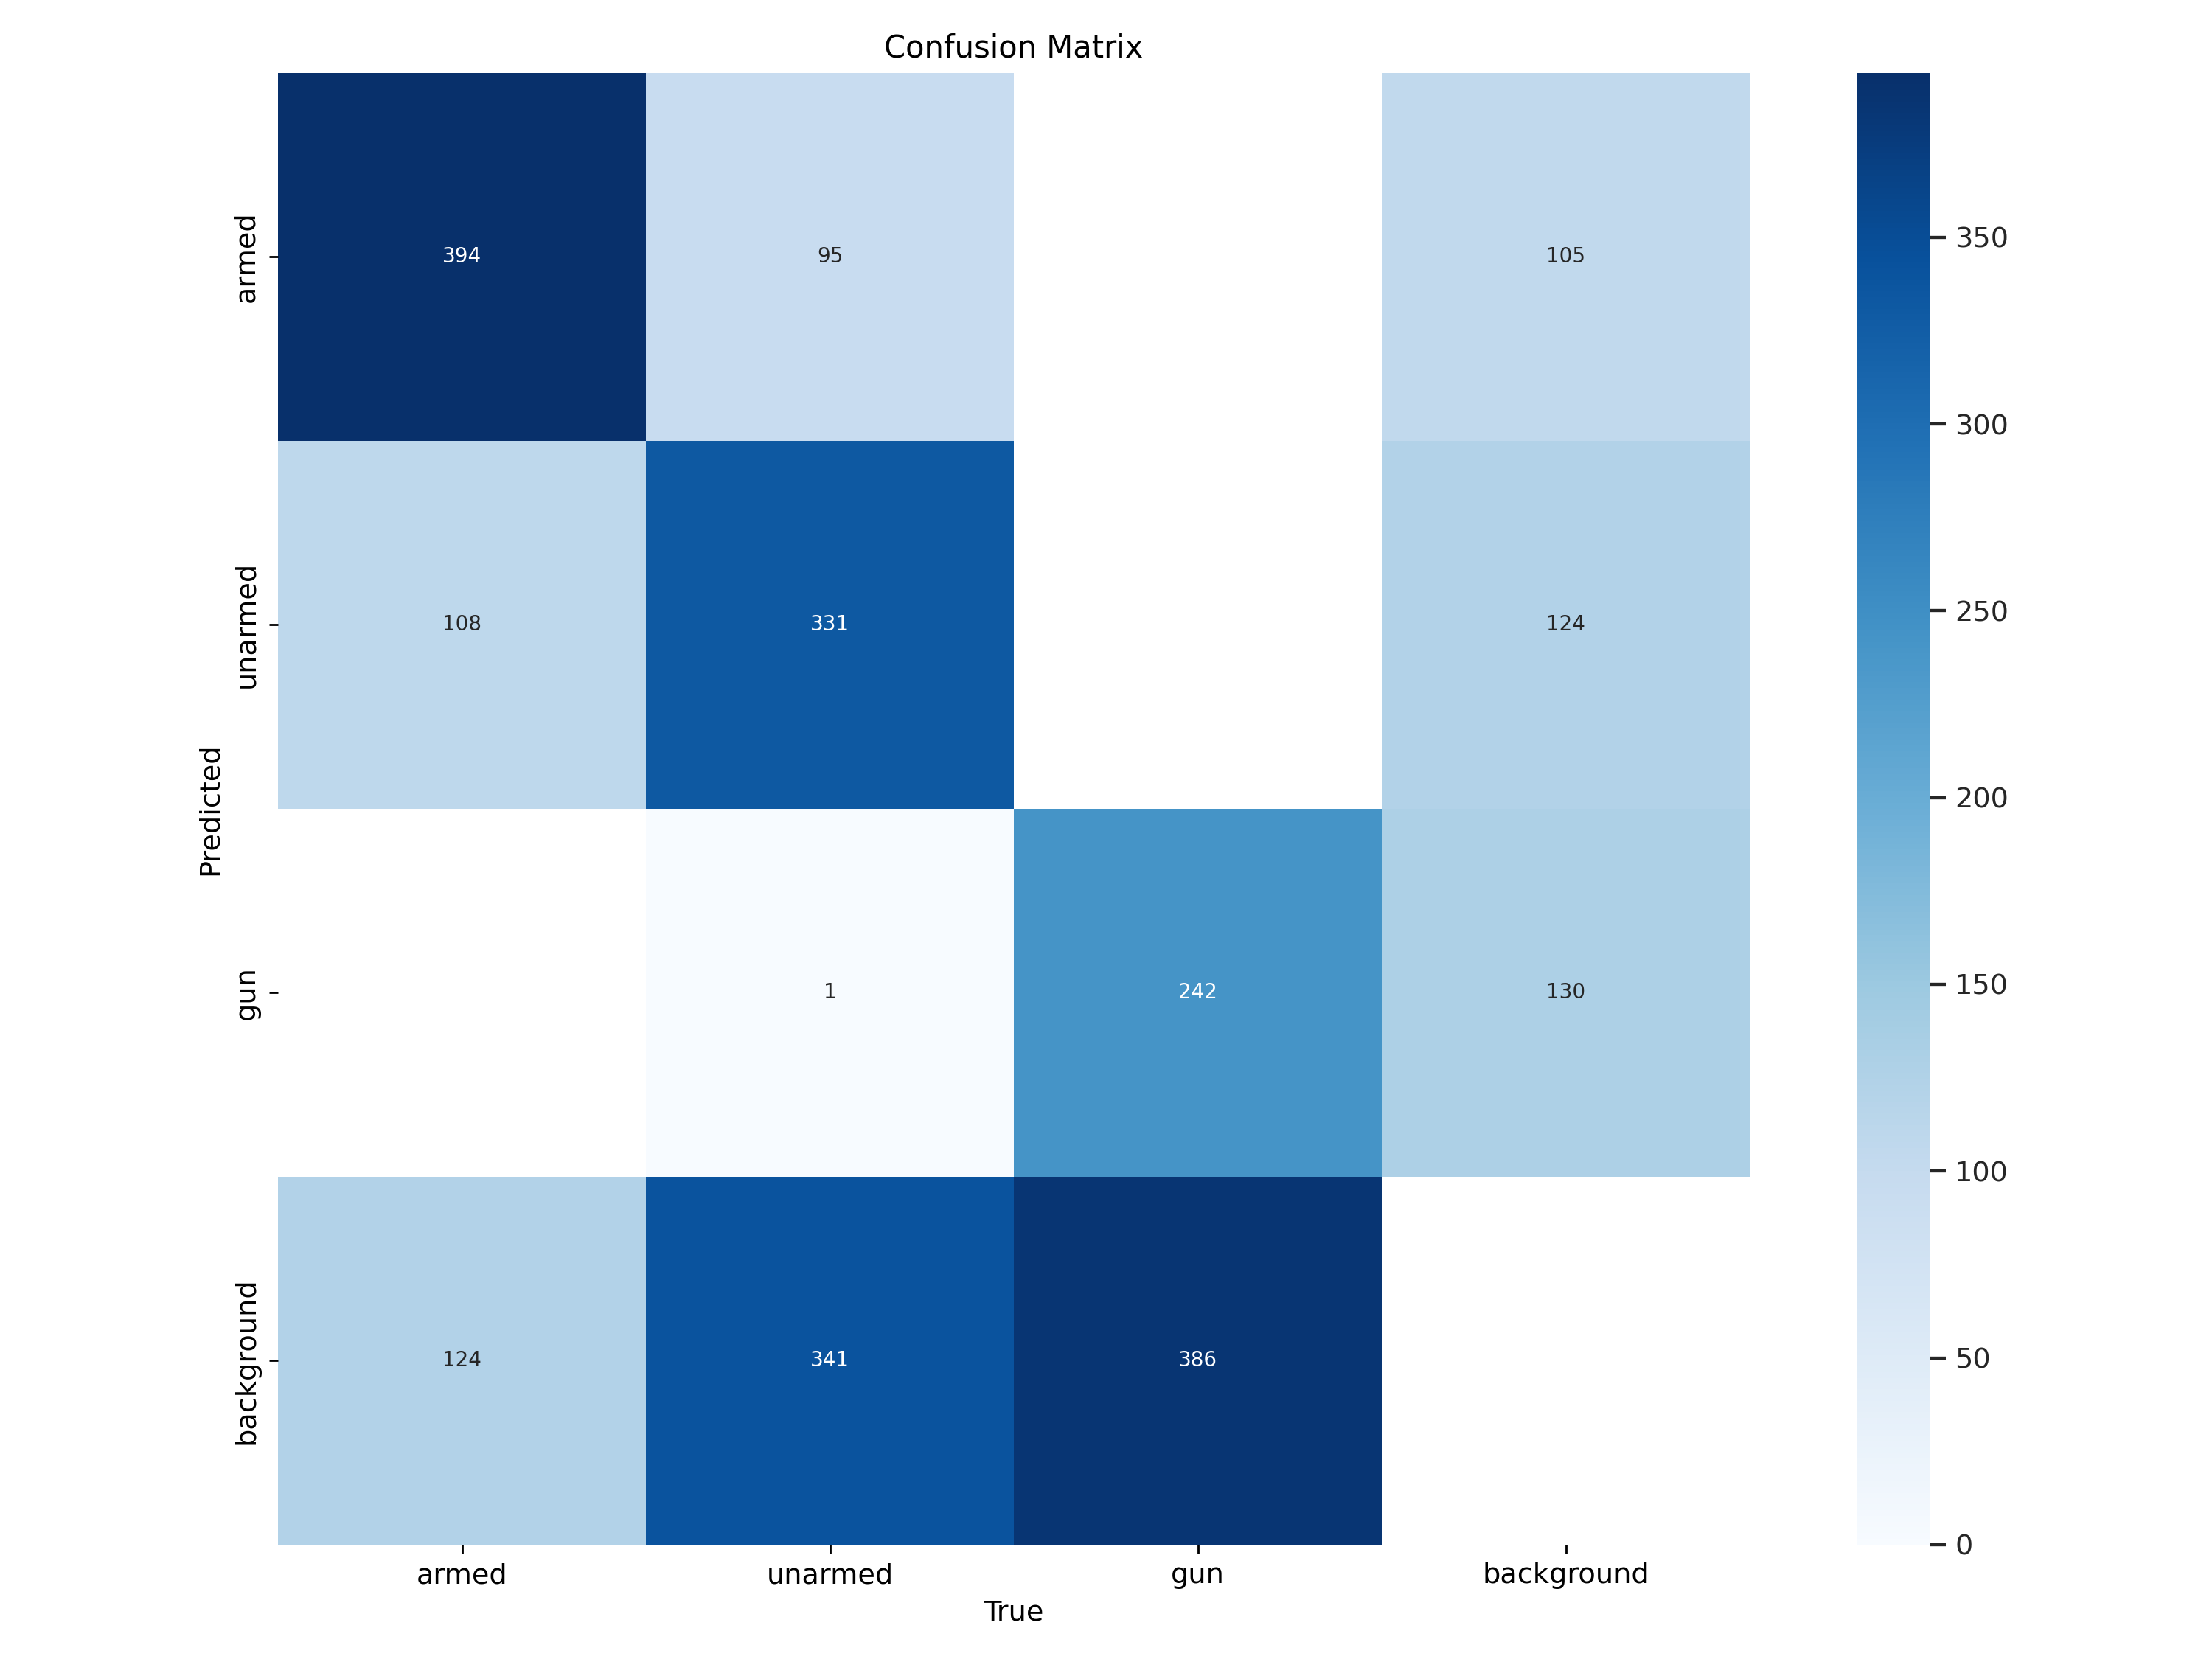 Confusion Matrix
armed
394
95
105
unarmed
108
331
124
gun
1
242
130
background
124
341
386
armed
unarmed
gun
background
Predicted
True
350
300
250
200
150
100
50
0